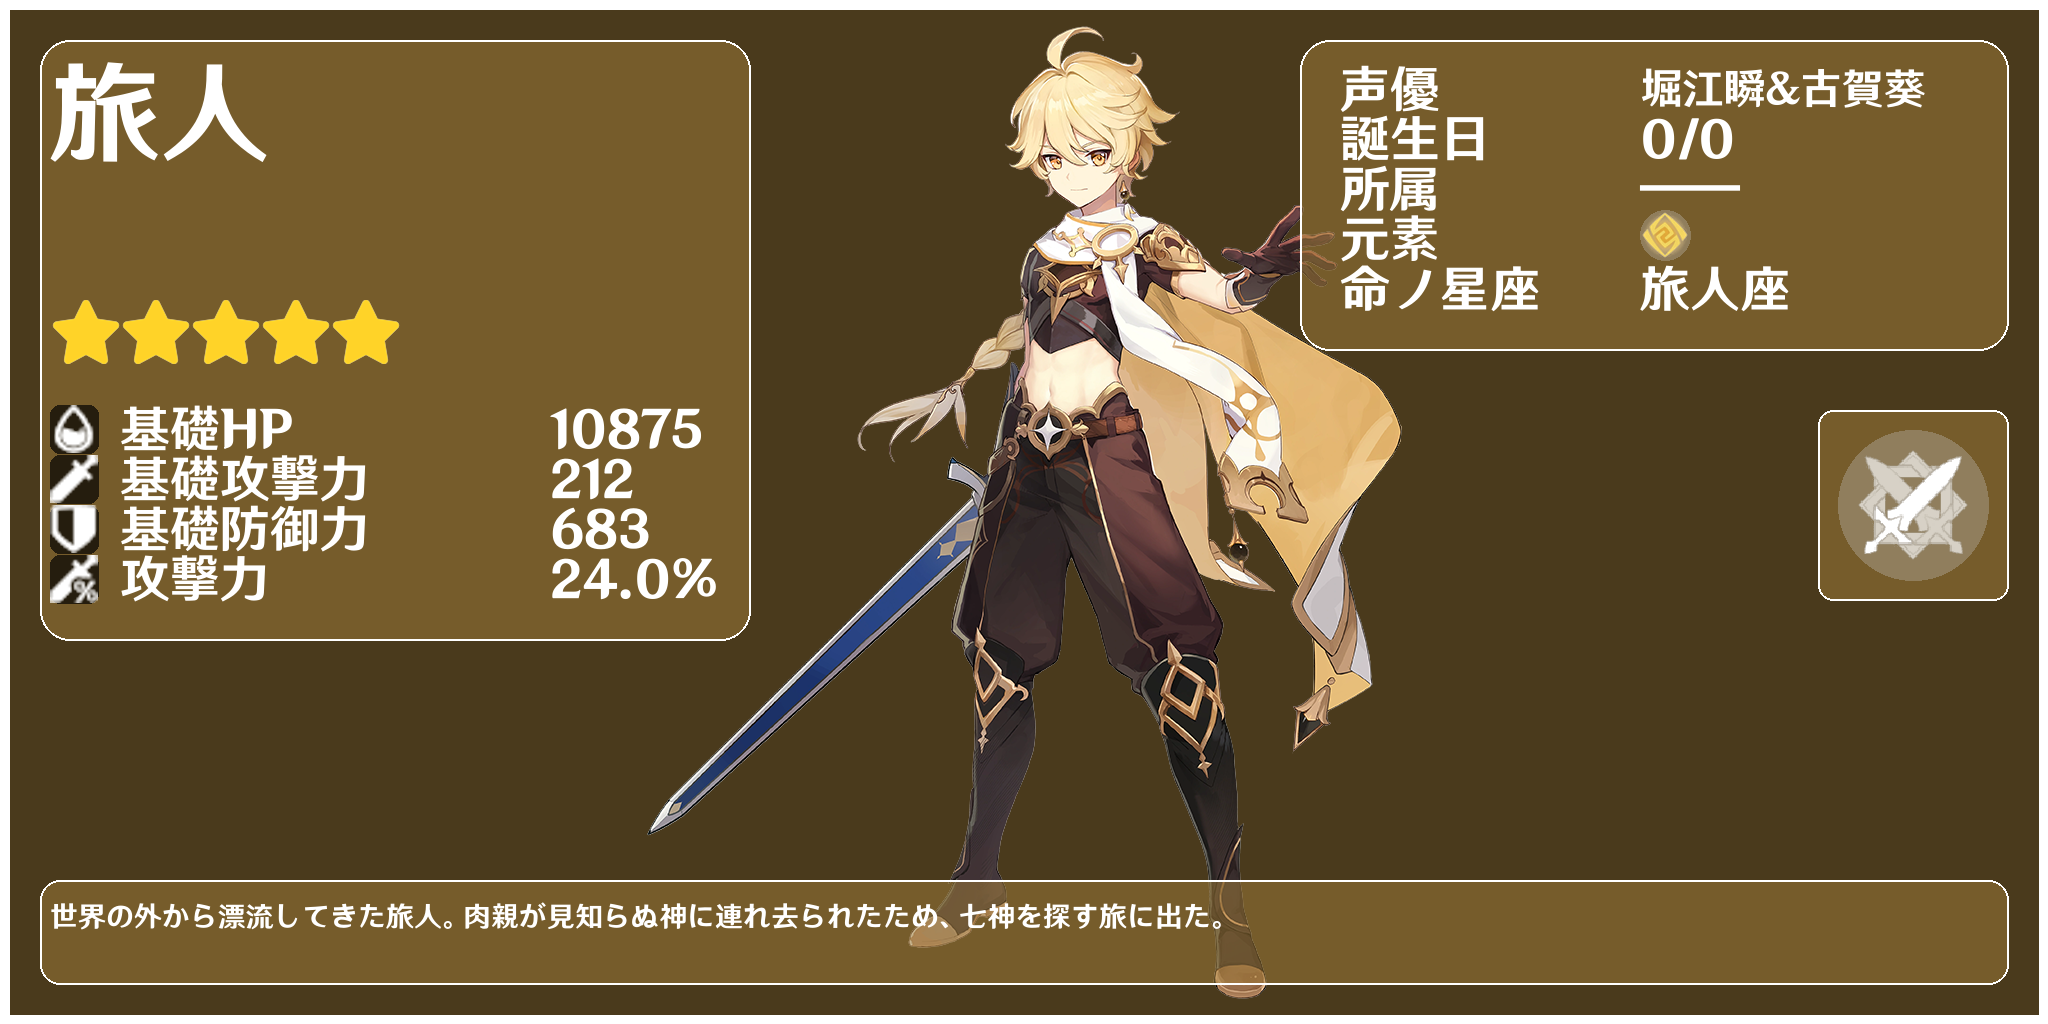 旅人
基礎HP 10875
基礎攻撃力 212
基礎防御力 683
攻撃力 24.0%
声優 堀江瞬&古賀葵
誕生日 0/0
所属 ―
元素
命ノ星座 旅人座
世界の外から漂流してきた旅人。肉親が見知らぬ神に連れ去られたため、七神を探す旅に出た。